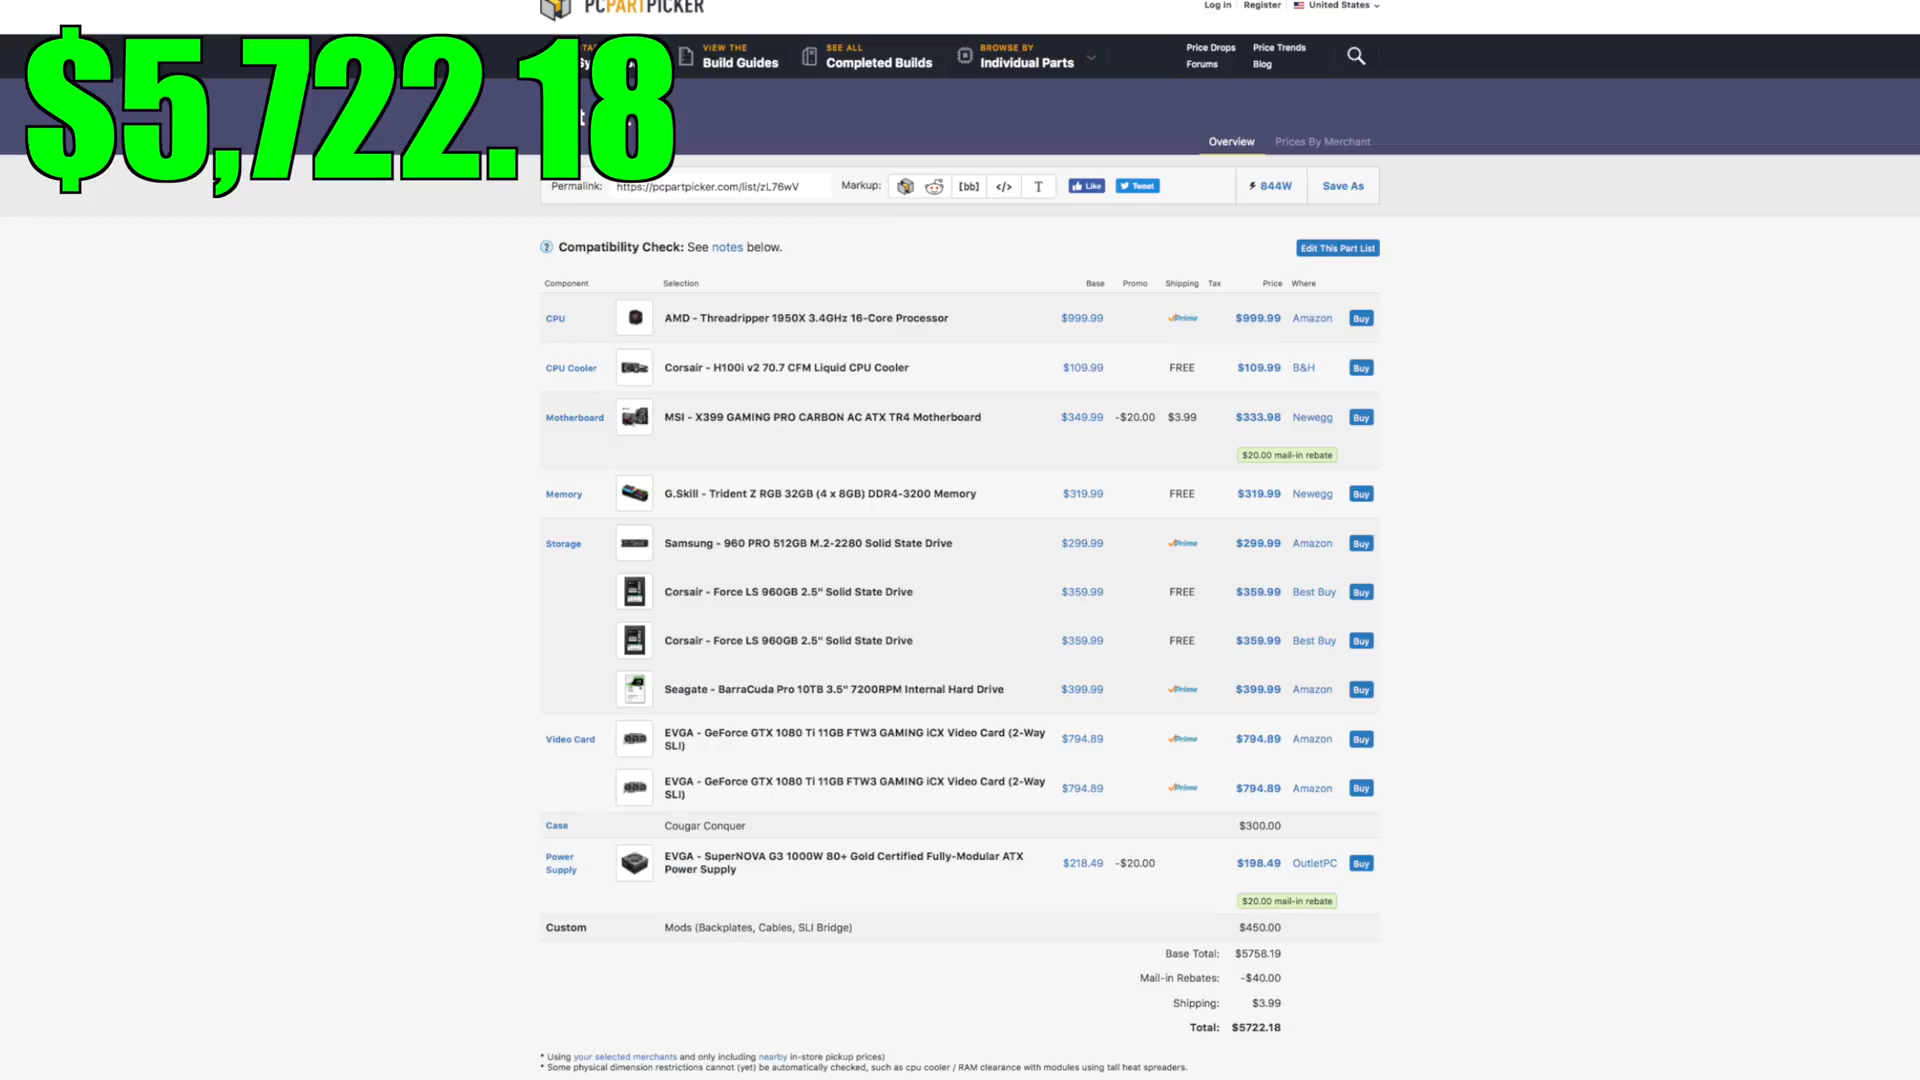 PCPARTPICKER
Log In Register United States
$5,722.18
VIEW THE
Build Guides
SEE ALL
Completed Builds
BROWSE BY
Individual Parts
Price Drops Price Trends
Forums Blog
Overview Prices By Merchant
Permalink: https://pcpartpicker.com/list/zL76wV Markup: [bb] </> T Like Tweet 844W Save As
Compatibility Check: See notes below. Edit This Part List
Component Selection Base Promo Shipping Tax Price Where
CPU AMD - Threadripper 1950X 3.4GHz 16-Core Processor $999.99 Prime $999.99 Amazon Buy
CPU Cooler Corsair - H100i v2 70.7 CFM Liquid CPU Cooler $109.99 FREE $109.99 B&H Buy
Motherboard MSI - X399 GAMING PRO CARBON AC ATX TR4 Motherboard $349.99 -$20.00 $3.99 $333.98 Newegg Buy
$20.00 mail-in rebate
Memory G.Skill - Trident Z RGB 32GB (4 x 8GB) DDR4-3200 Memory $319.99 FREE $319.99 Newegg Buy
Storage Samsung - 960 PRO 512GB M.2-2280 Solid State Drive $299.99 Prime $299.99 Amazon Buy
Corsair - Force LS 960GB 2.5" Solid State Drive $359.99 FREE $359.99 Best Buy Buy
Corsair - Force LS 960GB 2.5" Solid State Drive $359.99 FREE $359.99 Best Buy Buy
Seagate - BarraCuda Pro 10TB 3.5" 7200RPM Internal Hard Drive $399.99 Prime $399.99 Amazon Buy
Video Card EVGA - GeForce GTX 1080 Ti 11GB FTW3 GAMING iCX Video Card (2-Way
SLI) $794.89 Prime $794.89 Amazon Buy
EVGA - GeForce GTX 1080 Ti 11GB FTW3 GAMING iCX Video Card (2-Way
SLI) $794.89 Prime $794.89 Amazon Buy
Case Cougar Conquer $300.00
Power Supply EVGA - SuperNOVA G3 1000W 80+ Gold Certified Fully-Modular ATX
Power Supply $218.49 -$20.00 $198.49 OutletPC Buy
$20.00 mail-in rebate
Custom Mods (Backplates, Cables, SLI Bridge) $450.00
Base Total: $5758.19
Mail-in Rebates: -$40.00
Shipping: $3.99
Total: $5722.18
* Using your selected merchants and only including nearby in-store pickup prices)
* Some physical dimension restrictions cannot (yet) be automatically checked, such as cpu cooler / RAM clearance with modules using tall heat spreaders.